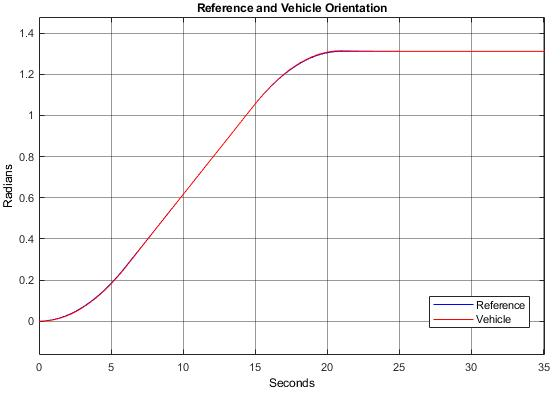 Reference and Vehicle Orientation
1.4
1.2
1
0.8
0.6
0.4
0.2
0
Radians
0 5 10 15 20 25 30 35
Seconds
Reference
Vehicle